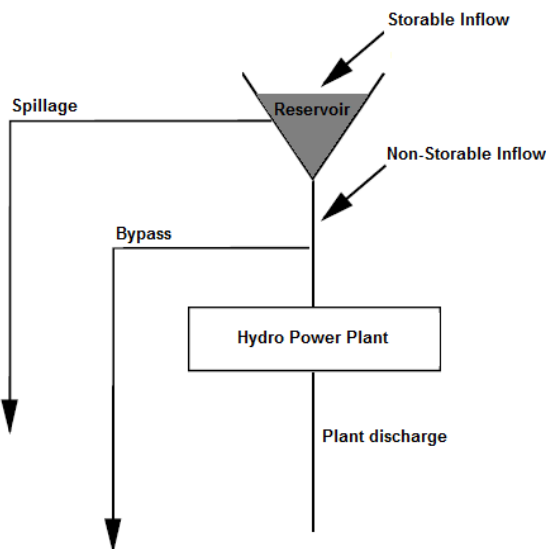 Storable Inflow
Spillage
Reservoir
Non-Storable Inflow
Bypass
Hydro Power Plant
Plant discharge